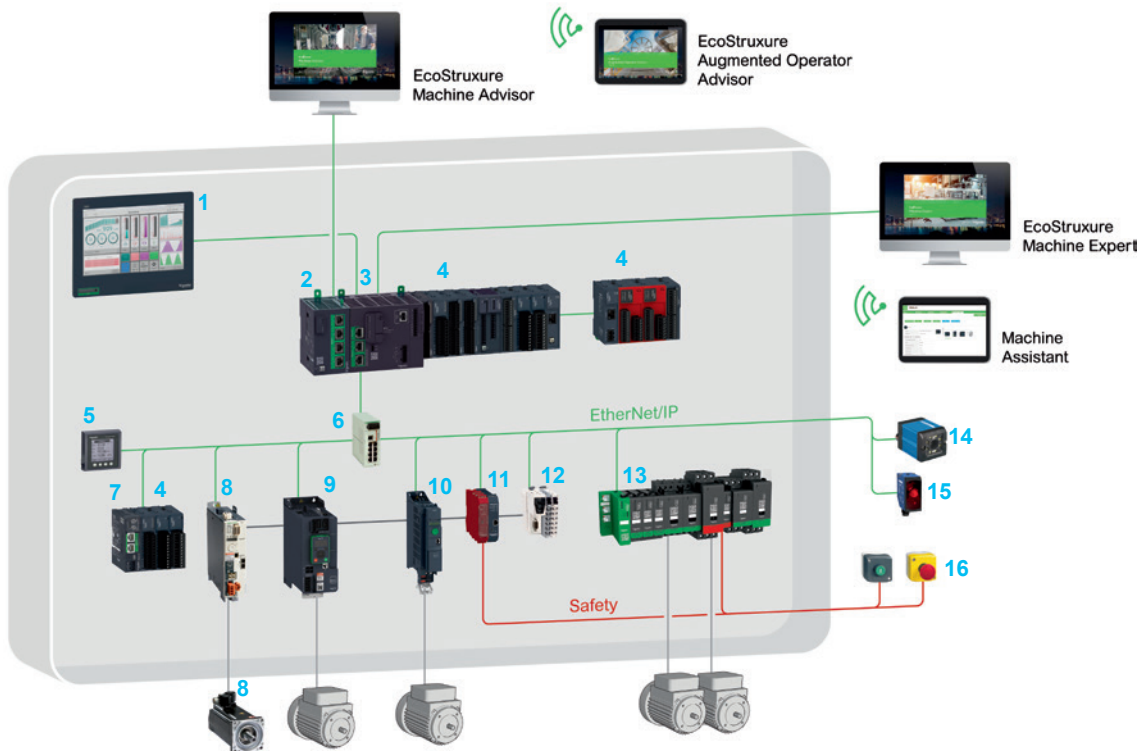 EcoStruxure
Machine Advisor
EcoStruxure
Augmented Operator
Advisor
1
EcoStruxure
Machine Expert
2
3
4
4
Machine
Assistant
5
6
EtherNet/IP
14
7
4
8
9
10
11
12
13
15
16
Safety
8